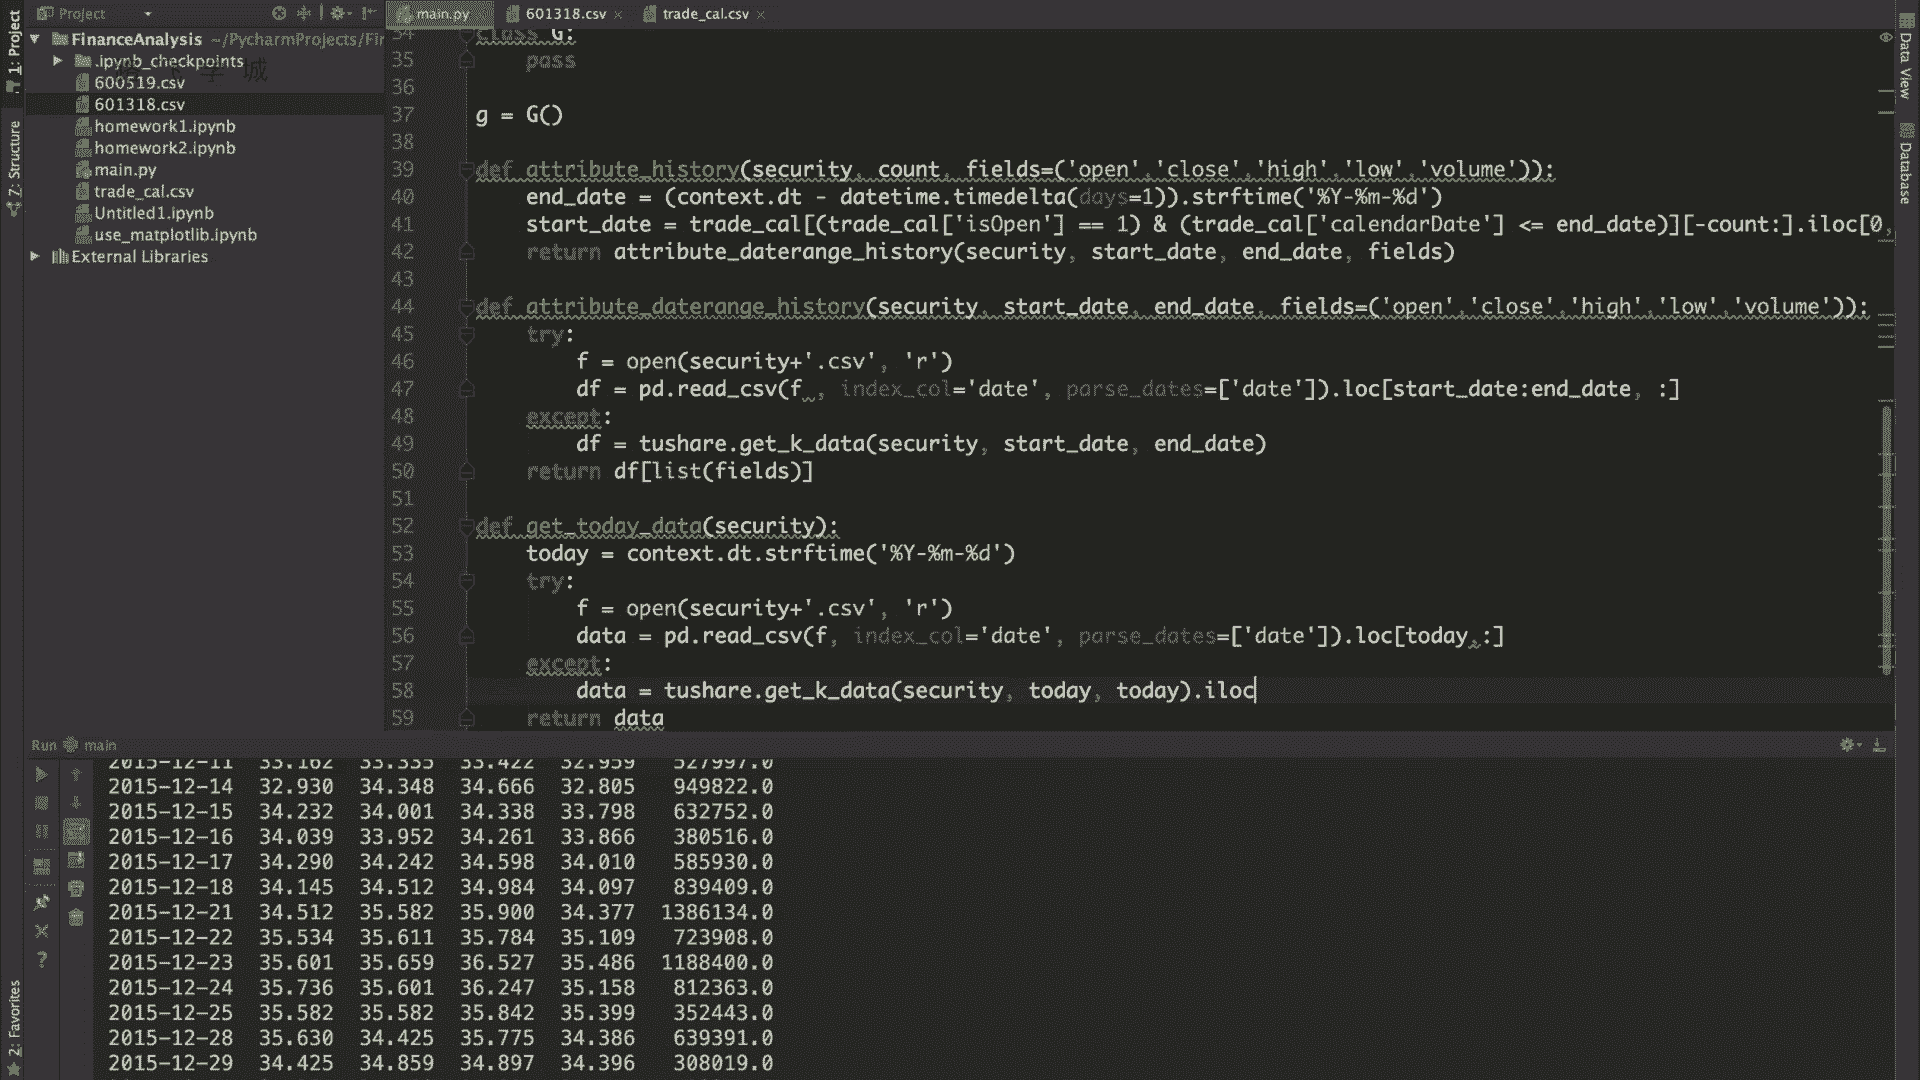 Project
main.py
601318.csv
trade_cal.csv
1: Project
FinanceAnalysis ~/PycharmProjects/Fir
.ipynb_checkpoints
学城
600519.csv
601318.csv
homework1.ipynb
homework2.ipynb
main.py
trade_cal.csv
Untitled1.ipynb
use_matplotlib.ipynb
External Libraries
Z: Structure
2: Favorites
Data View
Database
34 class G:
35 pass
36
37 g = G()
38
39 def attribute_history(security, count, fields=('open','close','high','low','volume')):
40 end_date = (context.dt - datetime.timedelta(days=1)).strftime('%Y-%m-%d')
41 start_date = trade_cal[(trade_cal['isOpen'] == 1) & (trade_cal['calendarDate'] <= end_date)][-count:].iloc[0,
42 return attribute_daterange_history(security, start_date, end_date, fields)
43
44 def attribute_daterange_history(security, start_date, end_date, fields=('open','close','high','low','volume')):
45 try:
46 f = open(security+'.csv', 'r')
47 df = pd.read_csv(f , index_col='date', parse_dates=['date']).loc[start_date:end_date, :]
48 except:
49 df = tushare.get_k_data(security, start_date, end_date)
50 return df[list(fields)]
51
52 def get_today_data(security):
53 today = context.dt.strftime('%Y-%m-%d')
54 try:
55 f = open(security+'.csv', 'r')
56 data = pd.read_csv(f, index_col='date', parse_dates=['date']).loc[today,:]
57 except:
58 data = tushare.get_k_data(security, today, today).iloc
59 return data
Run main
2015-12-11 33.162 33.335 33.422 32.959 527997.0
2015-12-14 32.930 34.348 34.666 32.805 949822.0
2015-12-15 34.232 34.001 34.338 33.798 632752.0
2015-12-16 34.039 33.952 34.261 33.866 380516.0
2015-12-17 34.290 34.242 34.598 34.010 585930.0
2015-12-18 34.145 34.512 34.984 34.097 839409.0
2015-12-21 34.512 35.582 35.900 34.377 1386134.0
2015-12-22 35.534 35.611 35.784 35.109 723908.0
2015-12-23 35.601 35.659 36.527 35.486 1188400.0
2015-12-24 35.736 35.601 36.247 35.158 812363.0
2015-12-25 35.582 35.582 35.842 35.399 352443.0
2015-12-28 35.630 34.425 35.775 34.386 639391.0
2015-12-29 34.425 34.859 34.897 34.396 308019.0